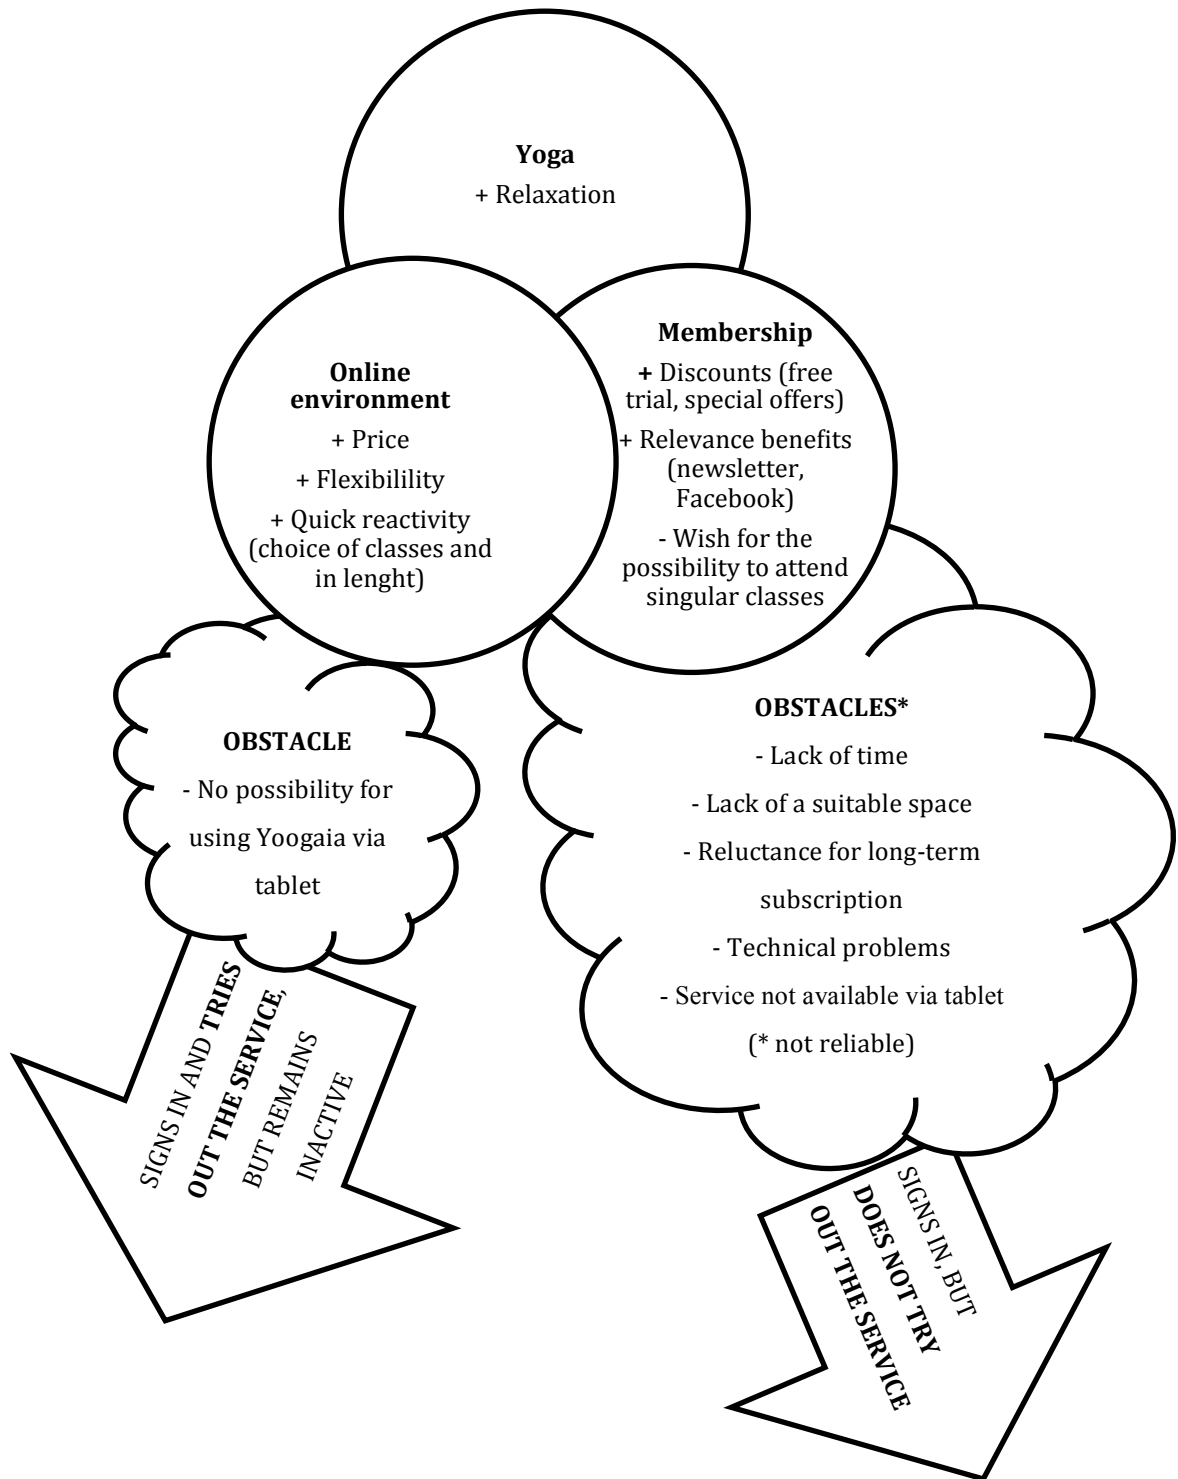 Yoga
+ Relaxation
Online
environment
+ Price
+ Flexibilility
+ Quick reactivity
(choice of classes and
in lenght)
Membership
+ Discounts (free
trial, special offers)
+ Relevance benefits
(newsletter,
Facebook)
- Wish for the
possibility to attend
singular classes
OBSTACLE
- No possibility for
using Yoogaia via
tablet
OBSTACLES*
- Lack of time
- Lack of a suitable space
- Reluctance for long-term
subscription
- Technical problems
- Service not available via tablet
(* not reliable)
SIGNS IN AND TRIES
OUT THE SERVICE,
BUT REMAINS
INACTIVE
SIGNS IN, BUT
DOES NOT TRY
OUT THE SERVICE